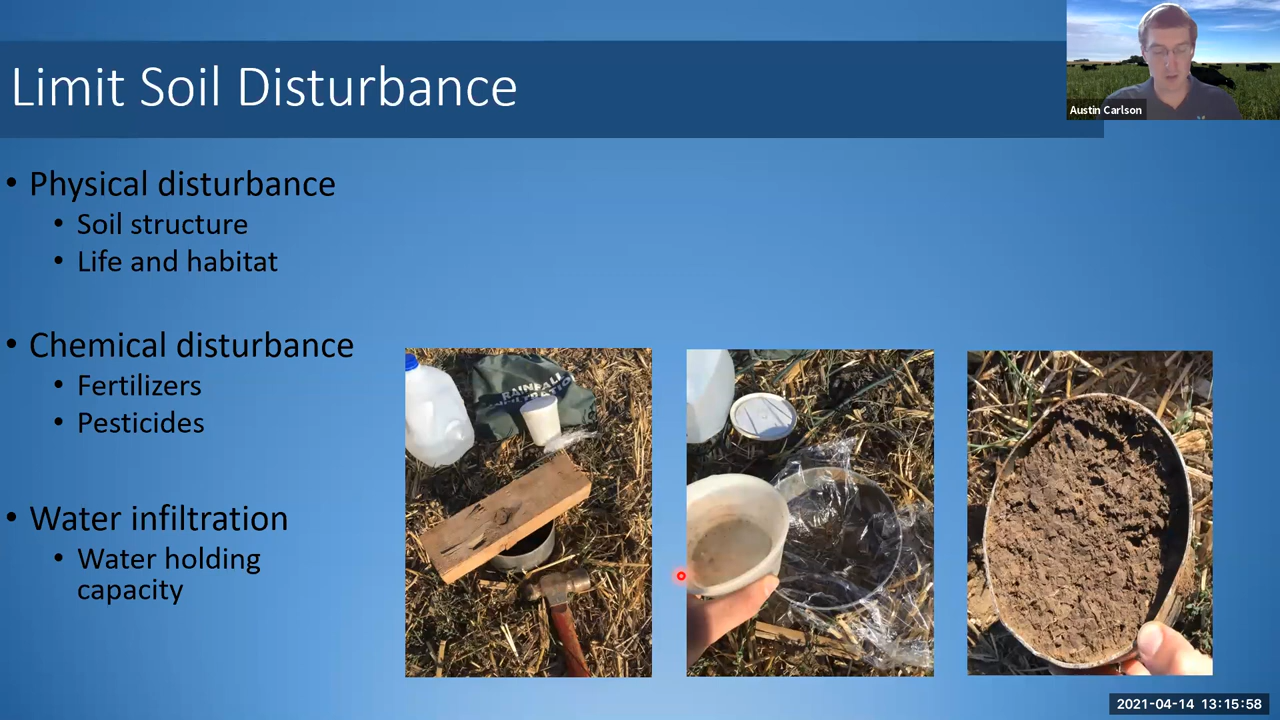 Limit Soil Disturbance
Austin Carlson
• Physical disturbance
• Soil structure
• Life and habitat
• Chemical disturbance
• Fertilizers
• Pesticides
• Water infiltration
• Water holding
capacity
RAINFALL
2021-04-14 13:15:58